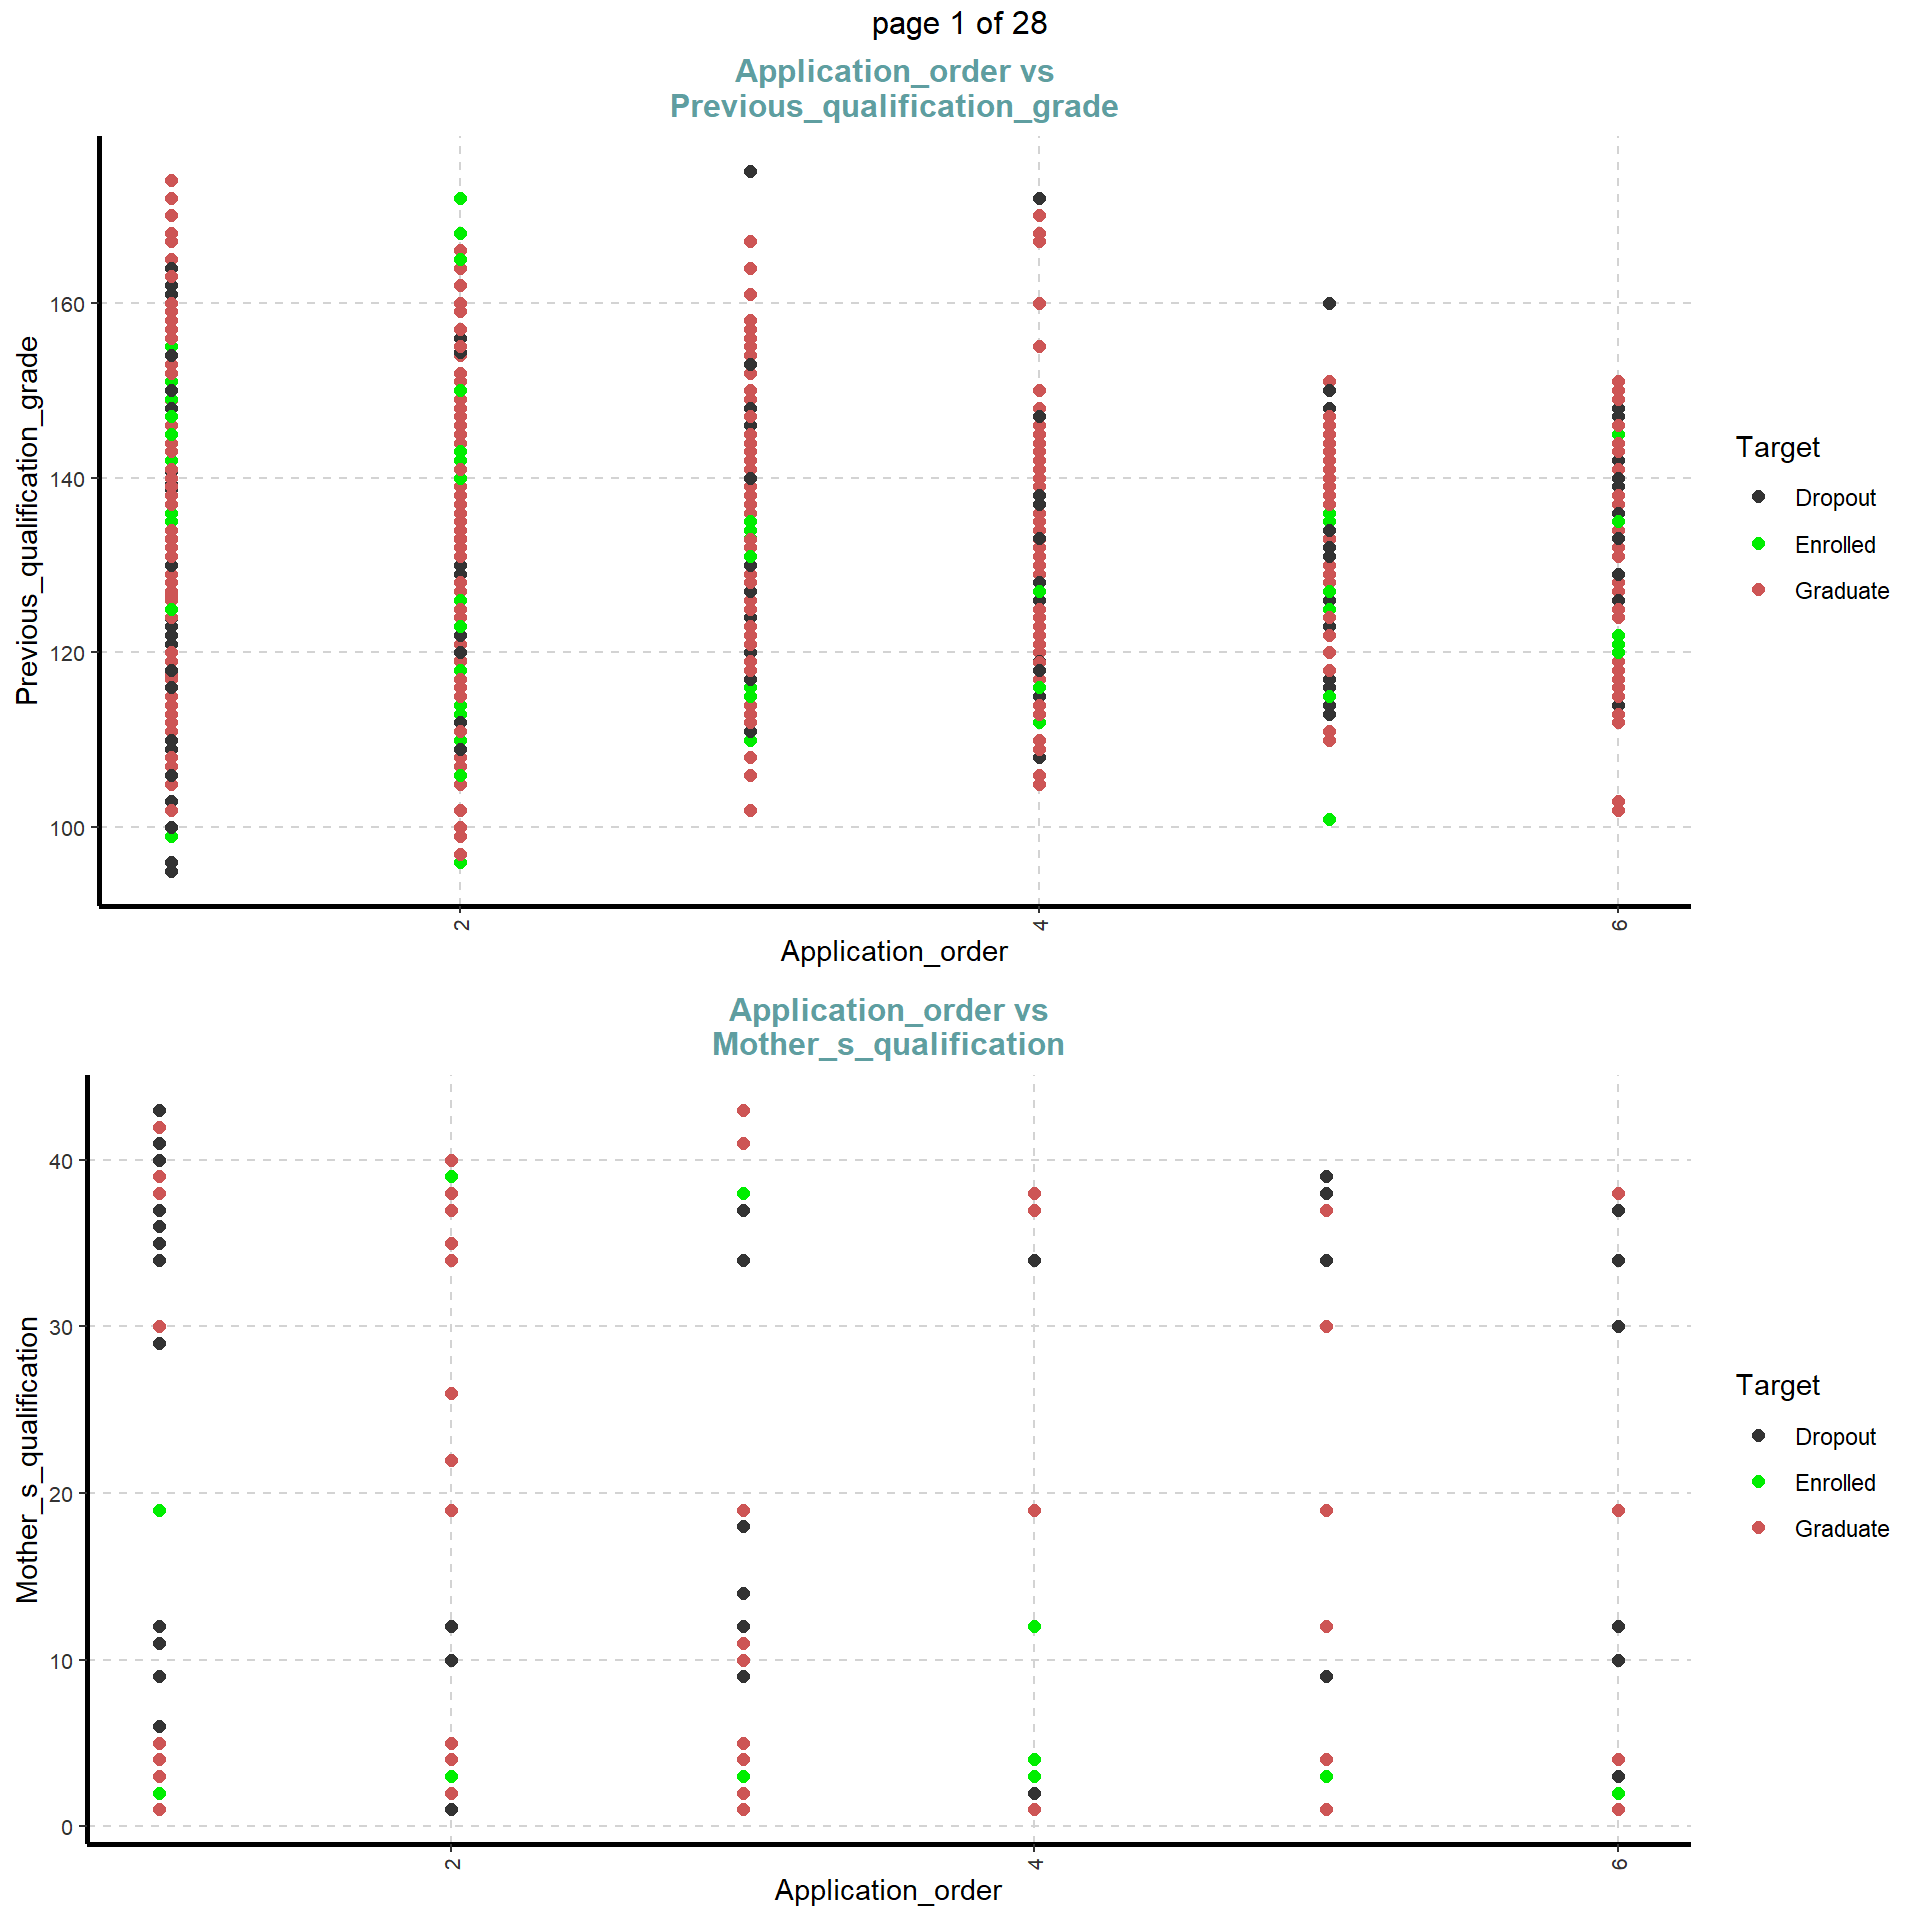 page 1 of 28
Application_order vs
Previous_qualification_grade
Previous_qualification_grade
160
140
120
100
2
4
6
Application_order
Target
Dropout
Enrolled
Graduate
Application_order vs
Mother_s_qualification
Mother_s_qualification
40
30
20
10
0
2
4
6
Application_order
Target
Dropout
Enrolled
Graduate